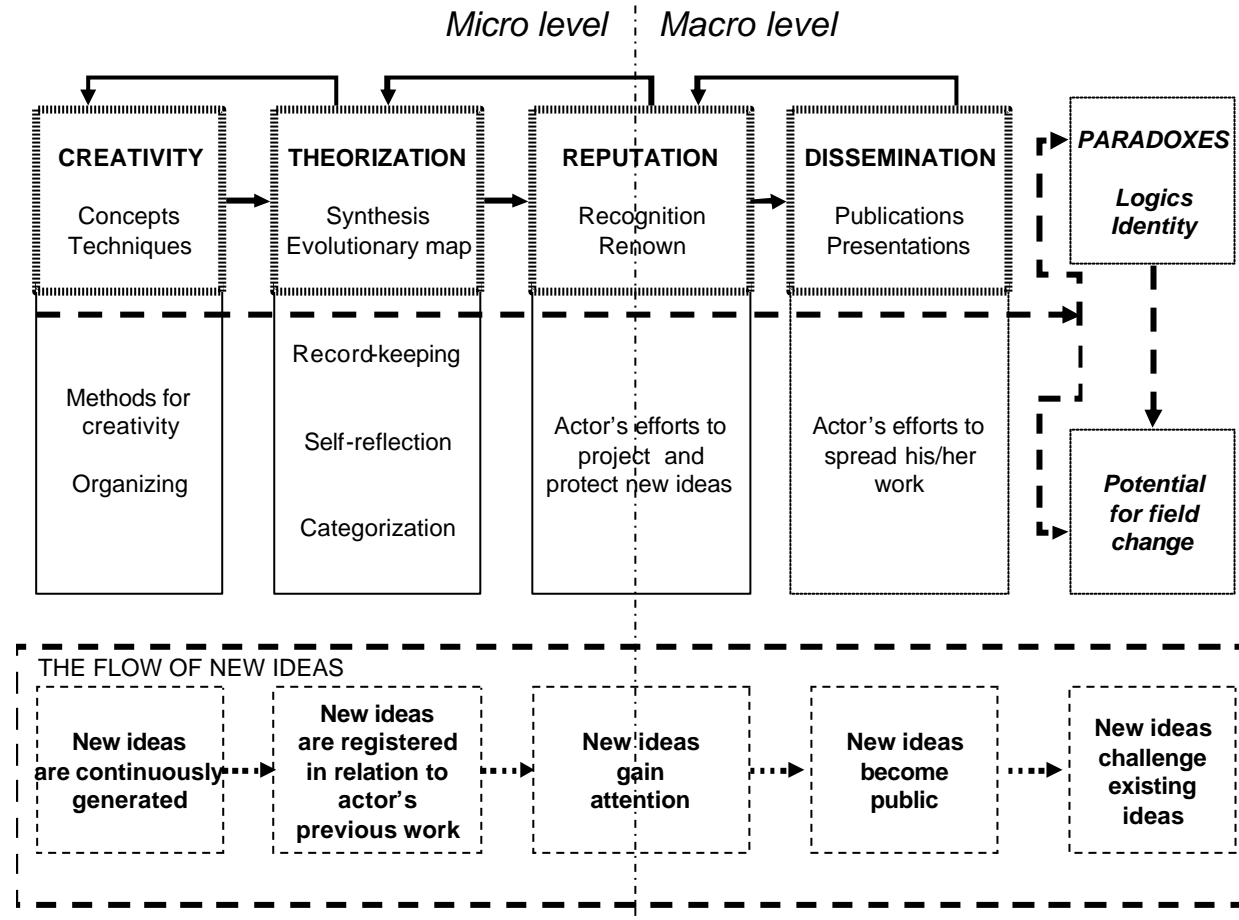 Micro level
Macro level
CREATIVITY
Concepts
Techniques
THEORIZATION
Synthesis
Evolutionary map
REPUTATION
Recognition
Renown
DISSEMINATION
Publications
Presentations
PARADOXES
Logics
Identity
Methods for
creativity
Organizing
Record-keeping
Self-reflection
Categorization
Actor's efforts to
project and
protect new ideas
Actor's efforts to
spread his/her
work
Potential
for field
change
THE FLOW OF NEW IDEAS
New ideas
are continuously
generated
New ideas
are registered
in relation to
actor's
previous work
New ideas
gain
attention
New ideas
become
public
New ideas
challenge
existing
ideas